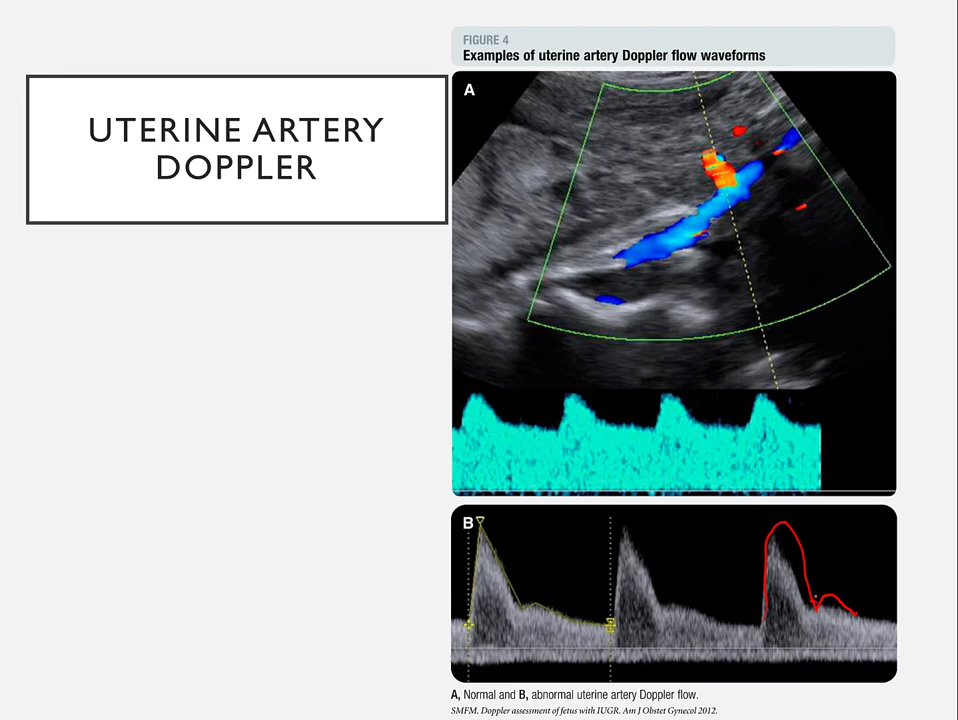 UTERINE ARTERY
DOPPLER
FIGURE 4
Examples of uterine artery Doppler flow waveforms
A
B
A, Normal and B, abnormal uterine artery Doppler flow.
SMFM. Doppler assessment of fetus with IUGR. Am J Obstet Gynecol 2012.